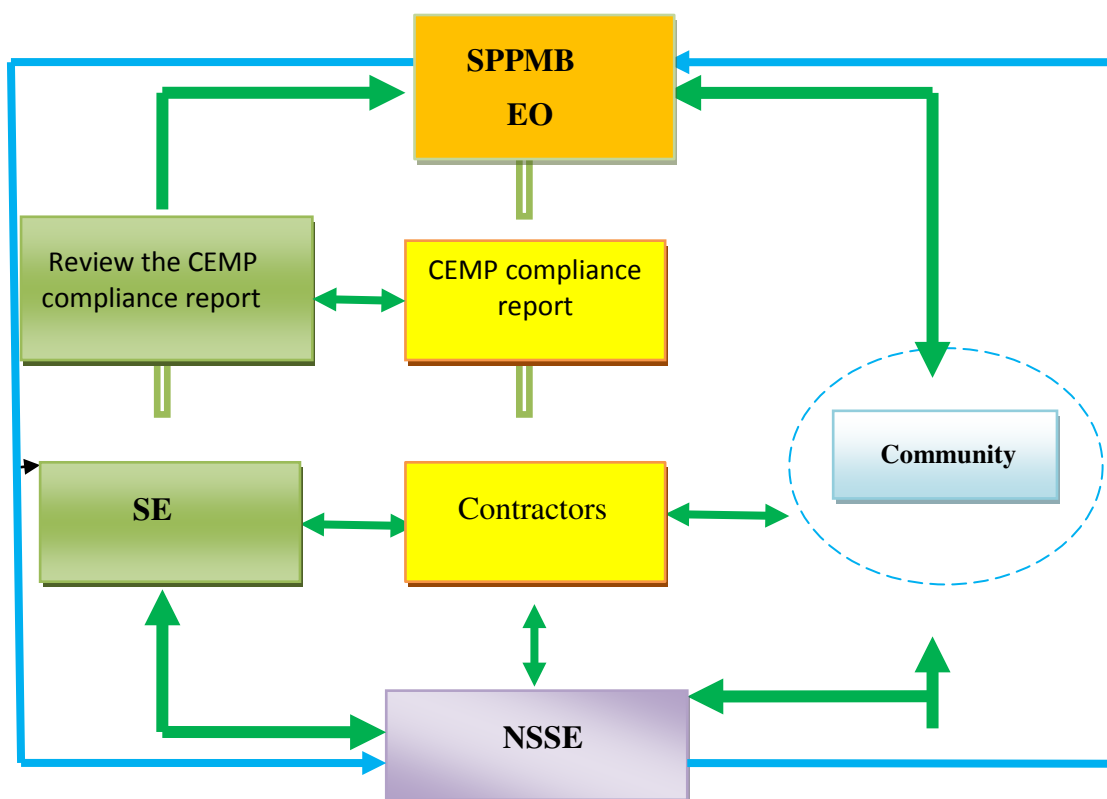 SPPMB
EO
Review the CEMP
compliance report
CEMP compliance
report
Community
SE
Contractors
NSSE